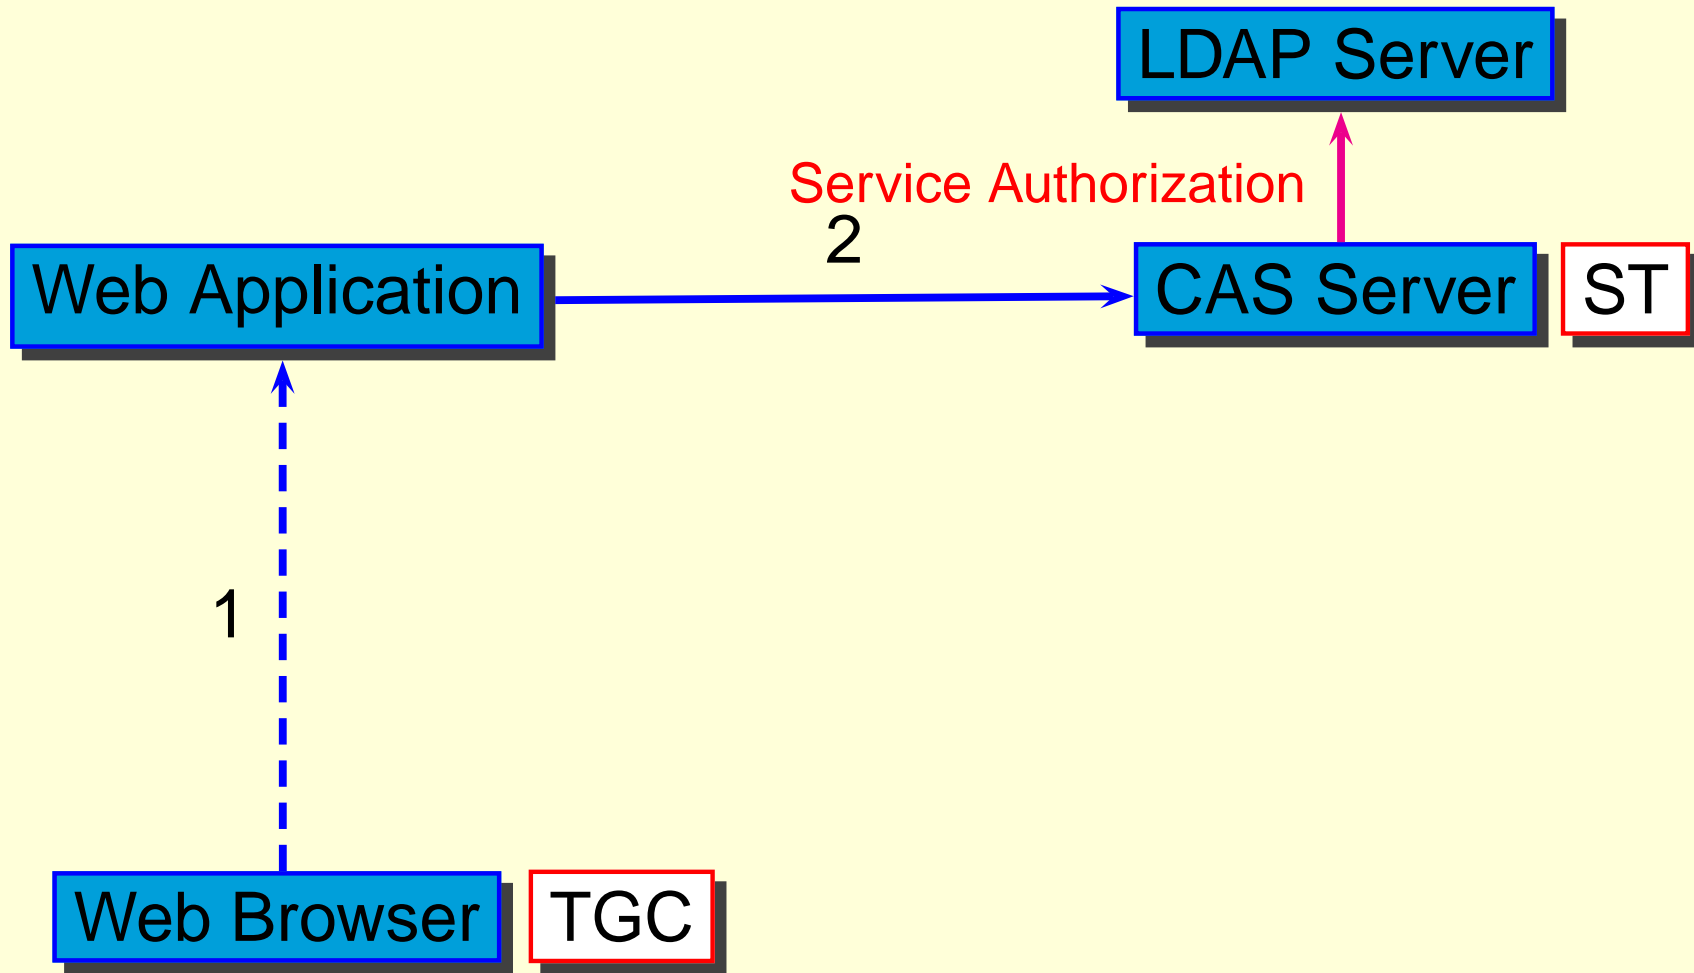 LDAP Server
Service Authorization
2
Web Application
CAS Server
ST
1
Web Browser
TGC